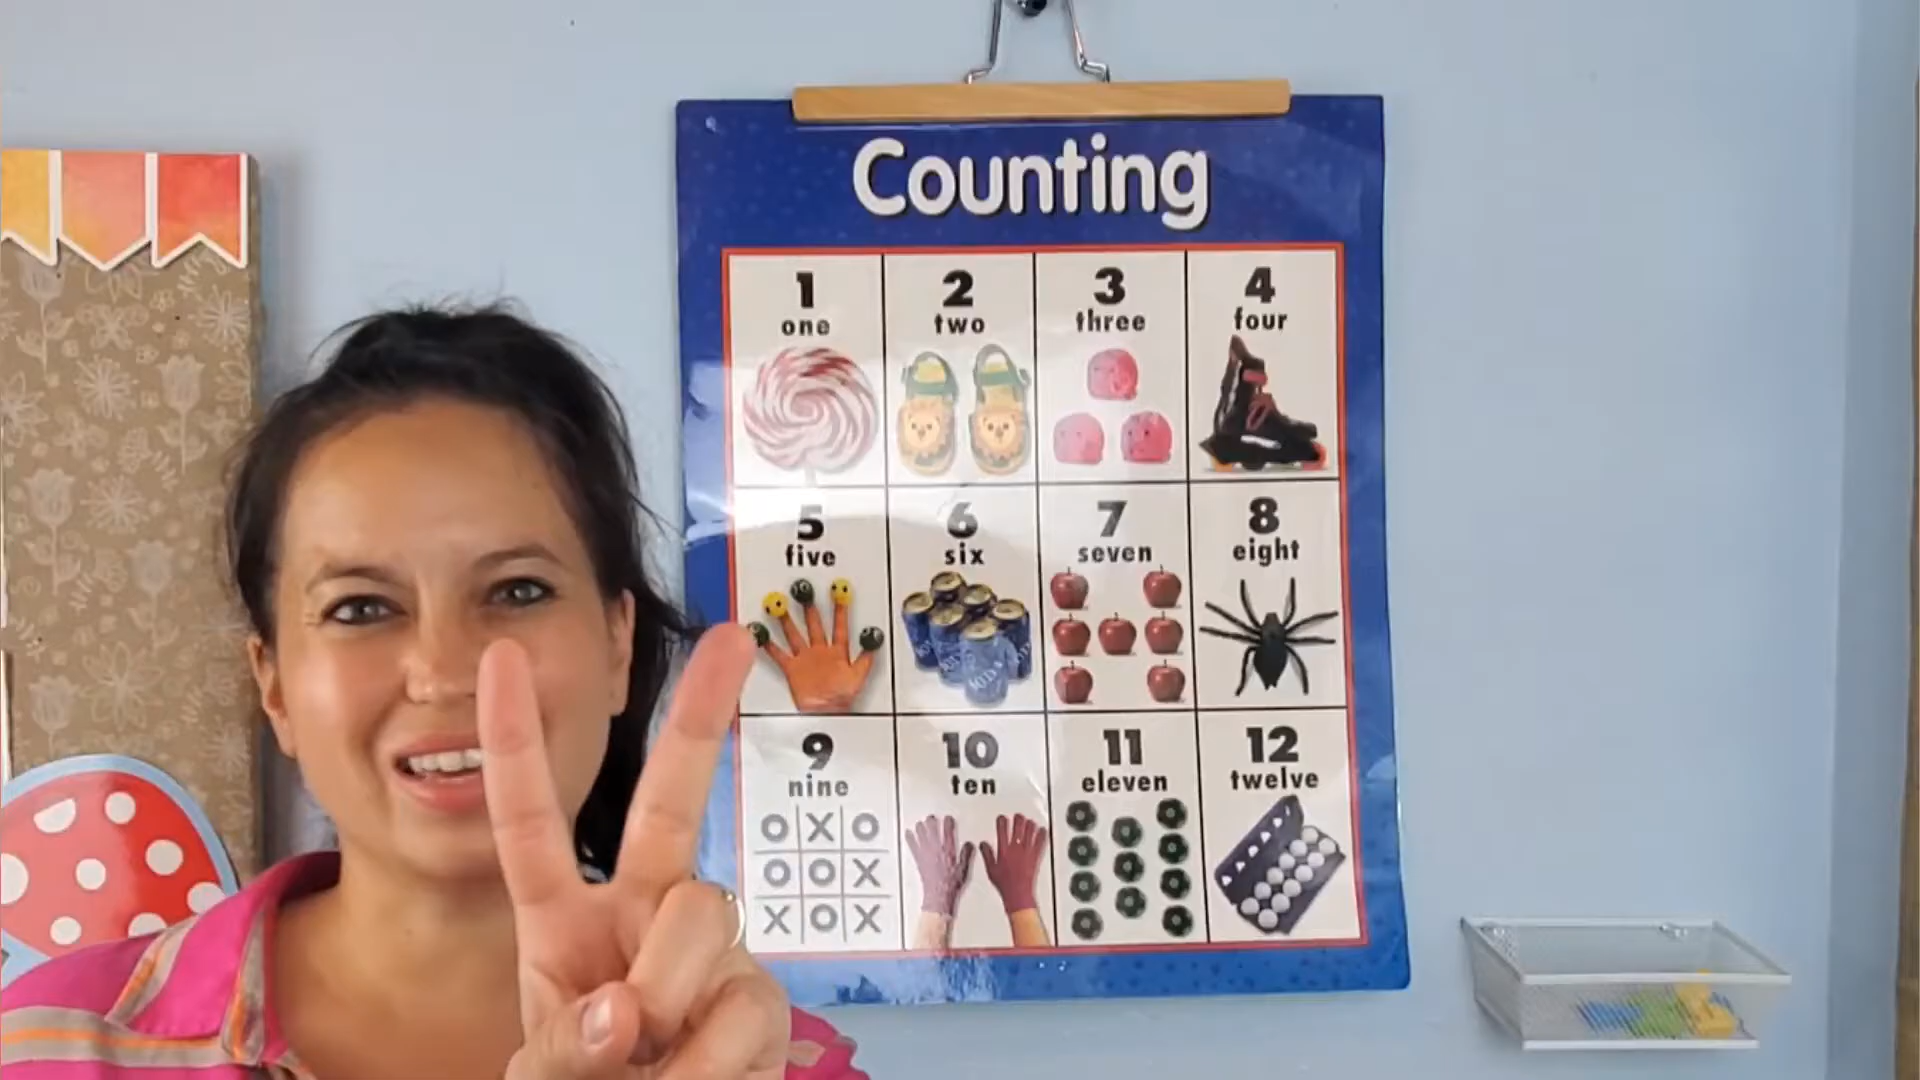 Counting
1 2 3 4
one two three four
5 6 7 8
five six seven eight
9 10 11 12
nine ten eleven twelve
O X O
O O X
X O X